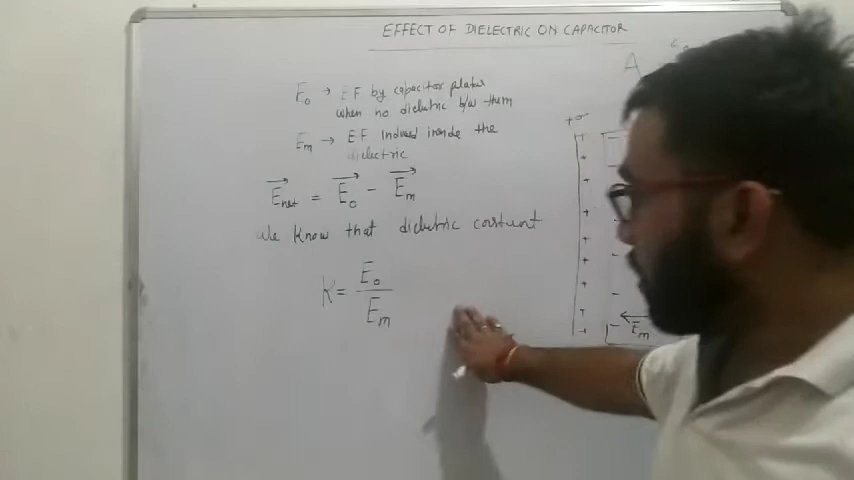 EFFECT OF DIELECTRIC ON CAPACITOR
E₀ → EF by capacitor plates
when no dielectric b/w them
Em → EF Induced inside the
dielectric
E⃗net = E⃗₀ - E⃗m
We know that dielectric constant
K = E₀/Em
A
+σ
+ + + + + + + +
- - - -
← Em